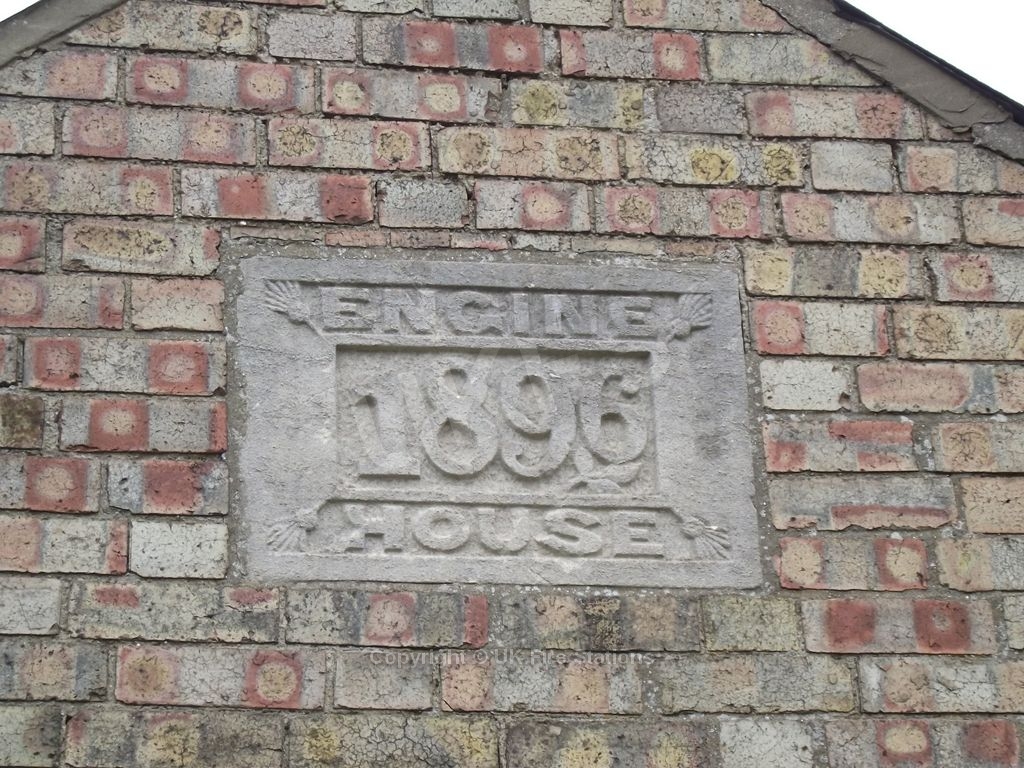 ENGINE
1896
HOUSE
Copyright © UK Fire Stations